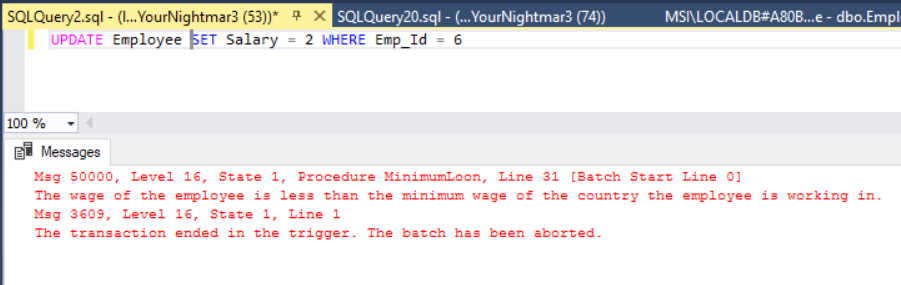 SQLQuery2.sql - (l...YourNightmar3 (53))* SQLQuery20.sql - (...YourNightmar3 (74)) MSI\LOCALDB#A80B...e - dbo.Empl
UPDATE Employee SET Salary = 2 WHERE Emp_Id = 6
100 %
Messages
Msg 50000, Level 16, State 1, Procedure MinimumLoon, Line 31 [Batch Start Line 0]
The wage of the employee is less than the minimum wage of the country the employee is working in.
Msg 3609, Level 16, State 1, Line 1
The transaction ended in the trigger. The batch has been aborted.